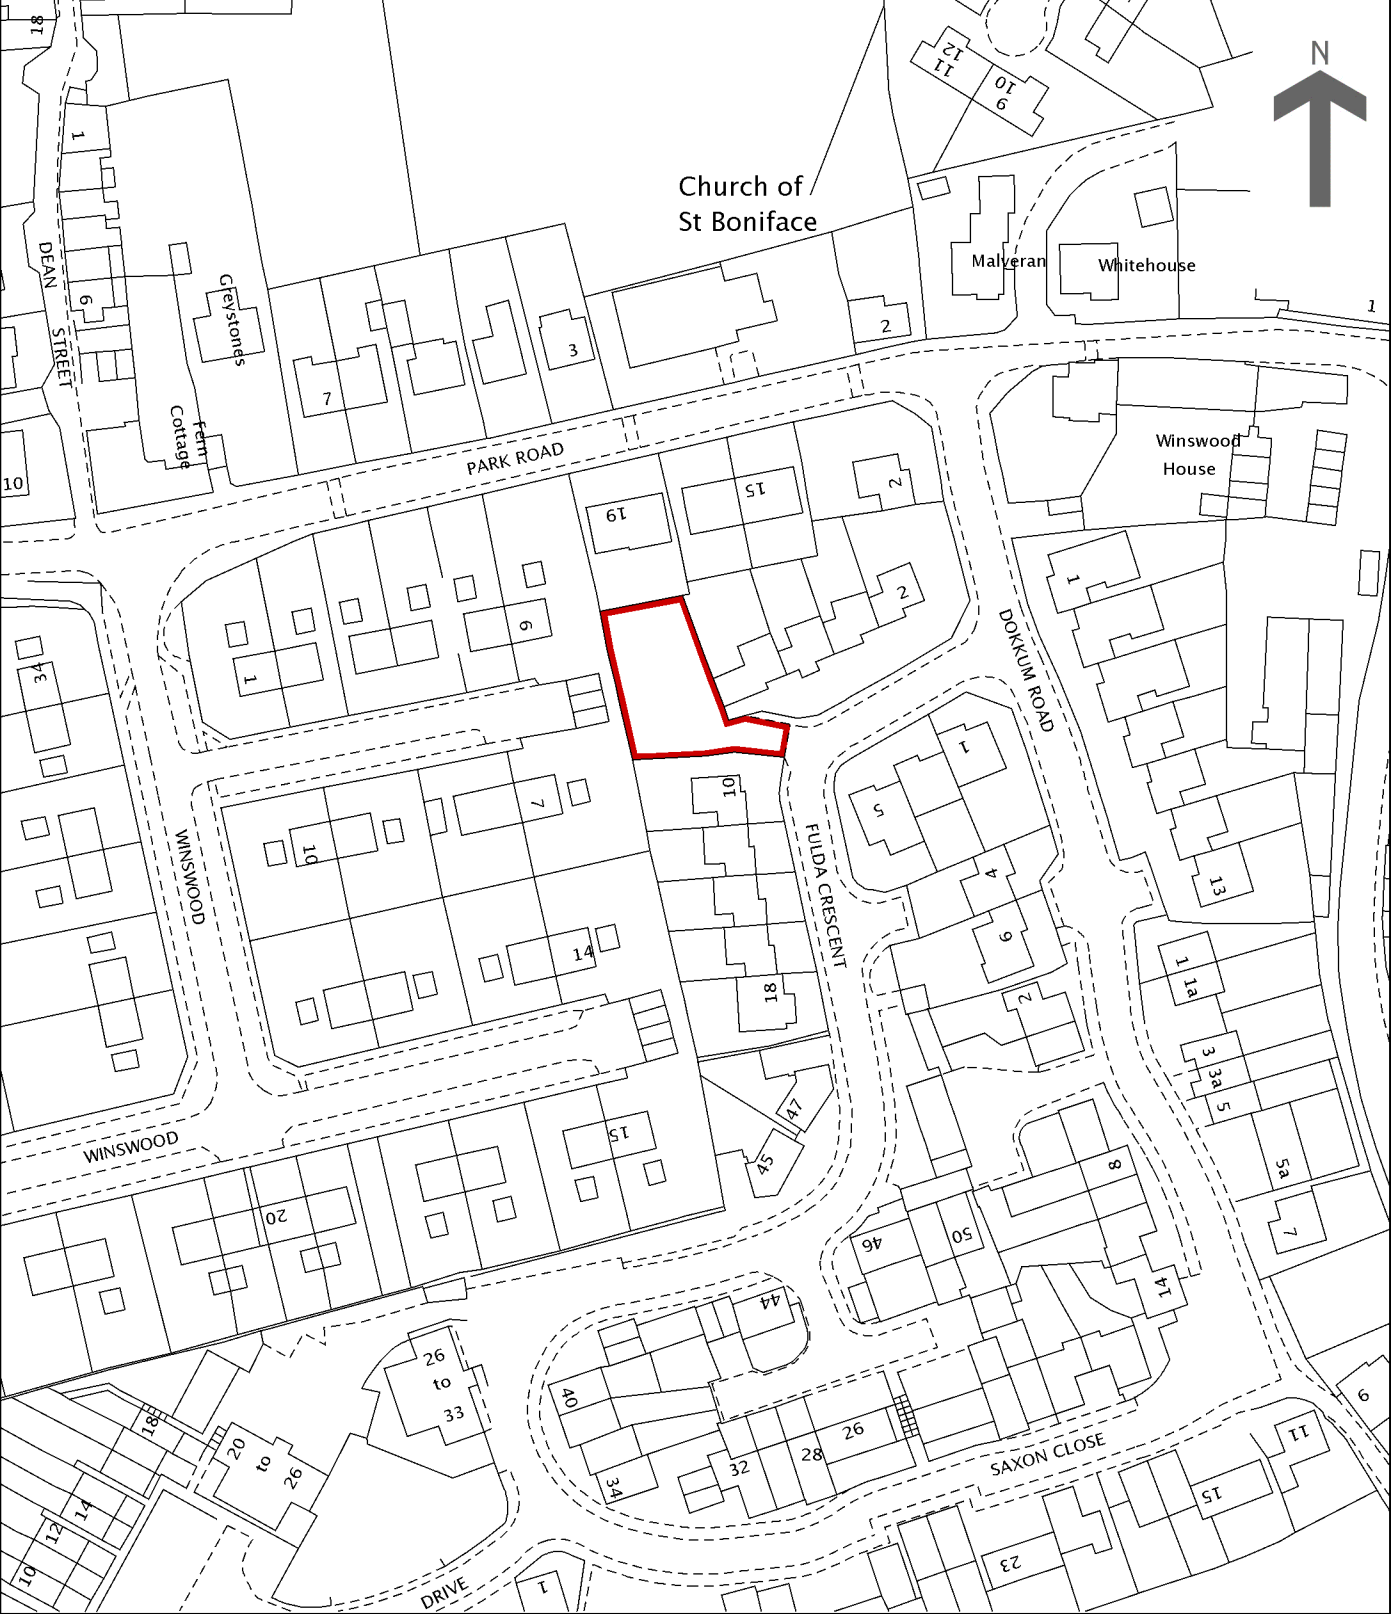 18
12
11
10
9
N
1
Church of
St Boniface
DEAN
STREET
6
Greystones
Malveran
Whitehouse
1
2
3
7
Fern
Cottage
10
PARK ROAD
Winswood
House
19
15
2
2
1
1
6
DOKKUM ROAD
34
1
5
10
7
10
WINSWOOD
FULDA CRESCENT
4
13
9
14
18
1
1a
2
3
3a
5
47
45
15
WINSWOOD
8
5a
20
46
50
7
14
44
26
to
33
40
18
20
to
26
34
32
28
26
SAXON CLOSE
11
9
15
14
12
10
23
DRIVE
1